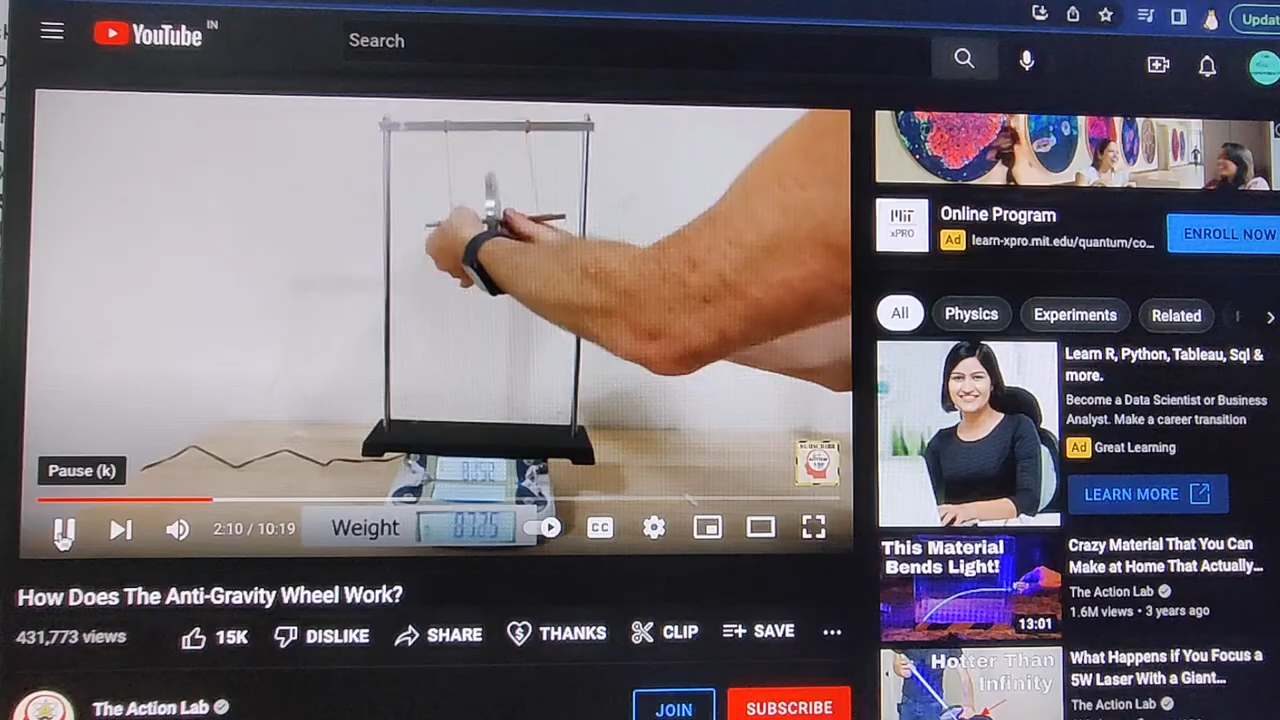 YouTube IN
Search
Updat
MIT
xPRO
Online Program
Ad learn-xpro.mit.edu/quantum/co...
ENROLL NOW
All
Physics
Experiments
Related
Learn R, Python, Tableau, Sql &
more.
Become a Data Scientist or Business
Analyst. Make a career transition
Ad Great Learning
LEARN MORE
Pause (k)
2:10 / 10:19
Weight
CC
SUBSCRIBE
How Does The Anti-Gravity Wheel Work?
431,773 views
15K
DISLIKE
SHARE
THANKS
CLIP
SAVE
The Action Lab
JOIN
SUBSCRIBE
This Material
Bends Light!
13:01
Crazy Material That You Can
Make at Home That Actually...
The Action Lab
1.6M views • 3 years ago
Hotter Than
Infinity
What Happens if You Focus a
5W Laser With a Giant...
The Action Lab